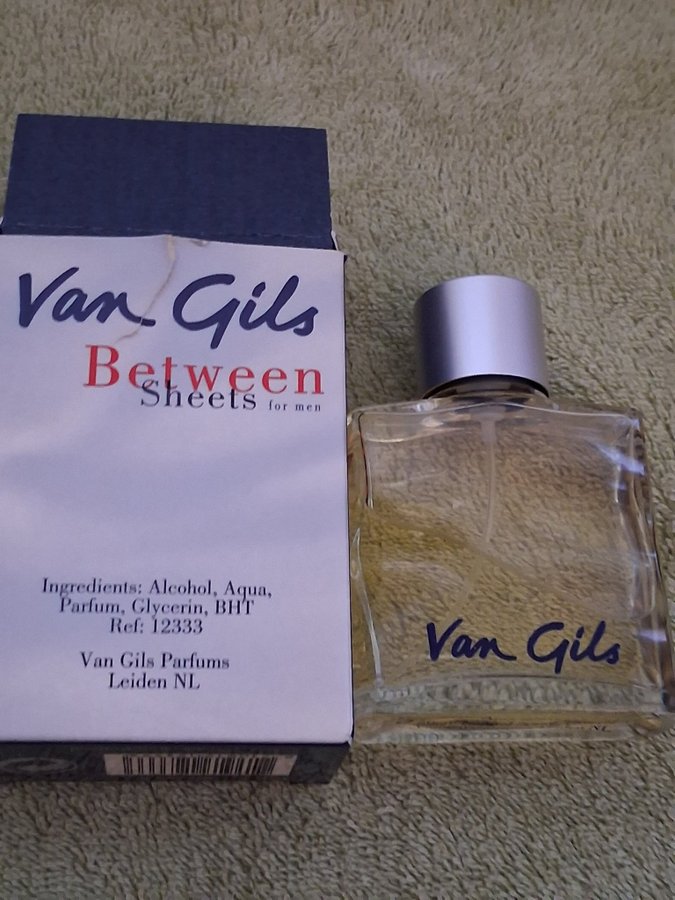 Van Gils
Between
Sheets for men
Ingredients: Alcohol, Aqua,
Parfum, Glycerin, BHT
Ref: 12333
Van Gils Parfums
Leiden NL
Van Gils